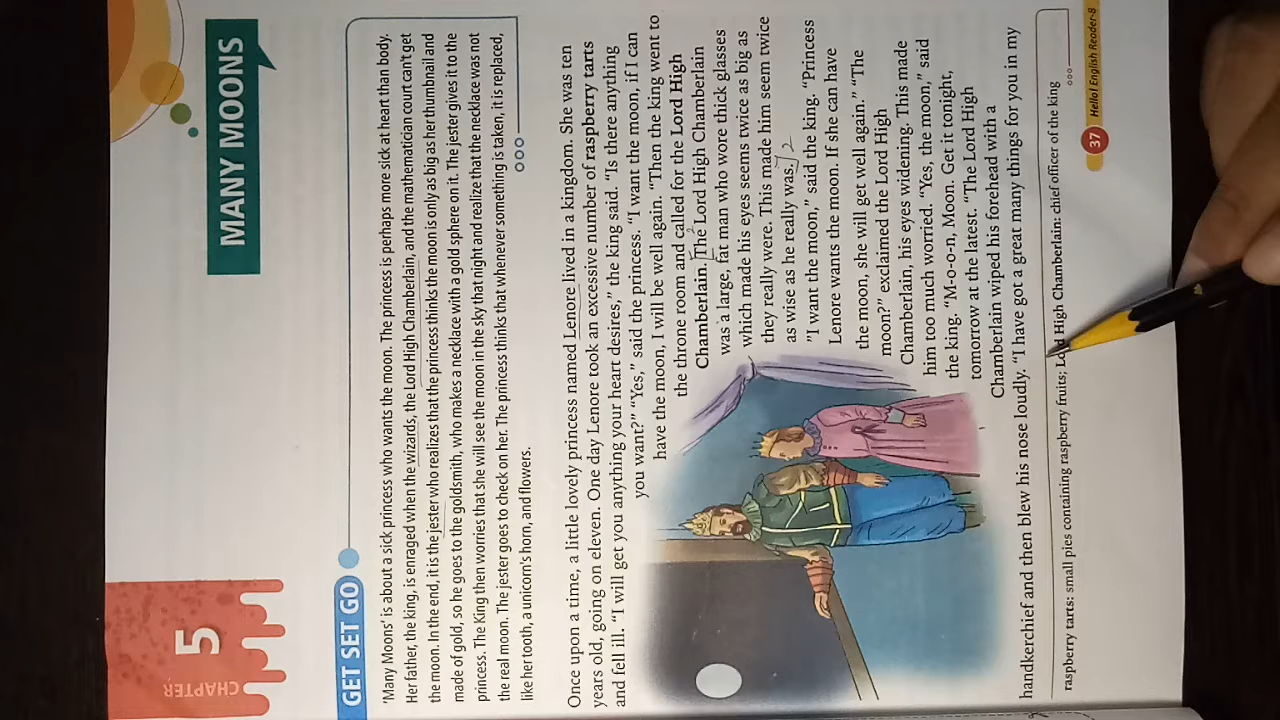 CHAPTER
5
MANY MOONS
GET SET GO
'Many Moons' is about a sick princess who wants the moon. The princess is perhaps more sick at heart than body.
Her father, the king, is enraged when the wizards, the Lord High Chamberlain, and the mathematician court can't get
the moon. In the end, it is the jester who realizes that the princess thinks the moon is only as big as her thumbnail and
made of gold, so he goes to the goldsmith, who makes a necklace with a gold sphere on it. The jester gives it to the
princess. The King then worries that she will see the moon in the sky that night and realize that the necklace was not
the real moon. The jester goes to check on her. The princess thinks that whenever something is taken, it is replaced,
like her tooth, a unicorn's horn, and flowers.
Once upon a time, a little lovely princess named Lenore lived in a kingdom. She was ten
years old, going on eleven. One day Lenore took an excessive number of raspberry tarts
and fell ill. "I will get you anything your heart desires," the king said. "Is there anything
you want?" "Yes," said the princess. "I want the moon, if I can
have the moon, I will be well again. "Then the king went to
the throne room and called for the Lord High
Chamberlain. The Lord High Chamberlain
was a large, fat man who wore thick glasses
which made his eyes seems twice as big as
they really were. This made him seem twice
as wise as he really was. 2
"I want the moon," said the king. "Princess
Lenore wants the moon. If she can have
the moon, she will get well again." "The
moon?" exclaimed the Lord High
Chamberlain, his eyes widening. This made
him too much worried. "Yes, the moon," said
the king. "M-o-o-n, Moon. Get it tonight,
tomorrow at the latest. "The Lord High
Chamberlain wiped his forehead with a
handkerchief and then blew his nose loudly. "I have got a great many things for you in my
raspberry tarts: small pies containing raspberry fruits; Lord High Chamberlain: chief officer of the king
37 Hello! English Reader-8